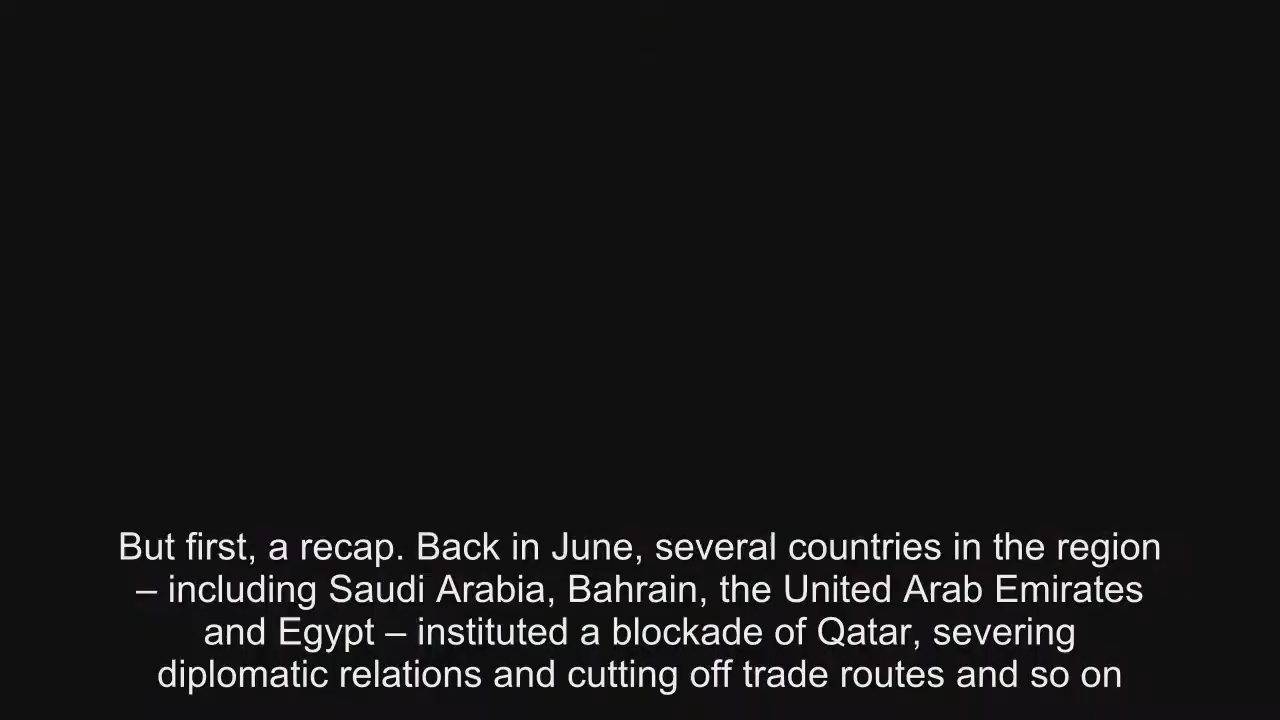 But first, a recap. Back in June, several countries in the region
– including Saudi Arabia, Bahrain, the United Arab Emirates
and Egypt – instituted a blockade of Qatar, severing
diplomatic relations and cutting off trade routes and so on